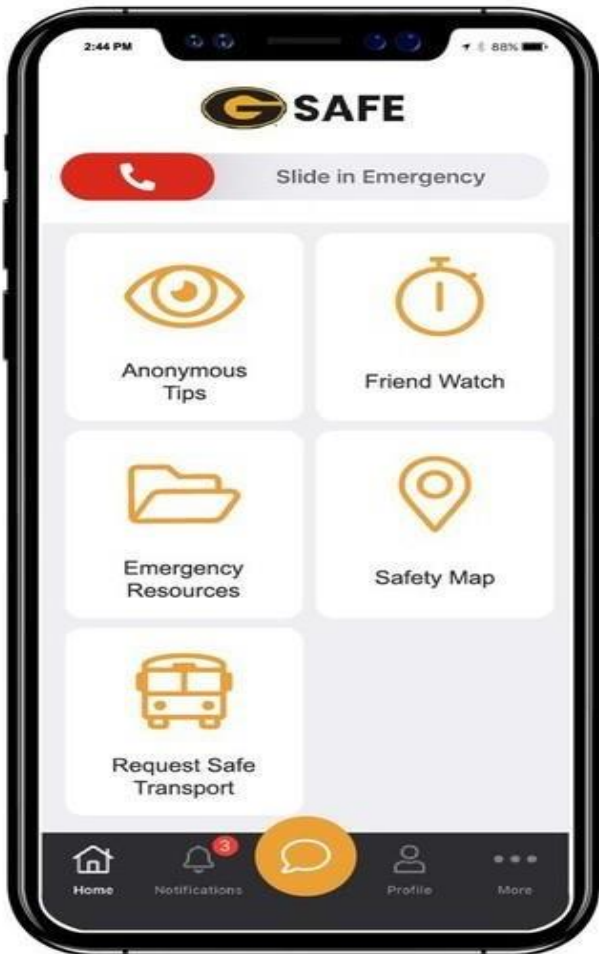 2:44 PM
88%
G SAFE
Slide in Emergency
Anonymous
Tips
Friend Watch
Emergency
Resources
Safety Map
Request Safe
Transport
3
Home
Notifications
Profile
More